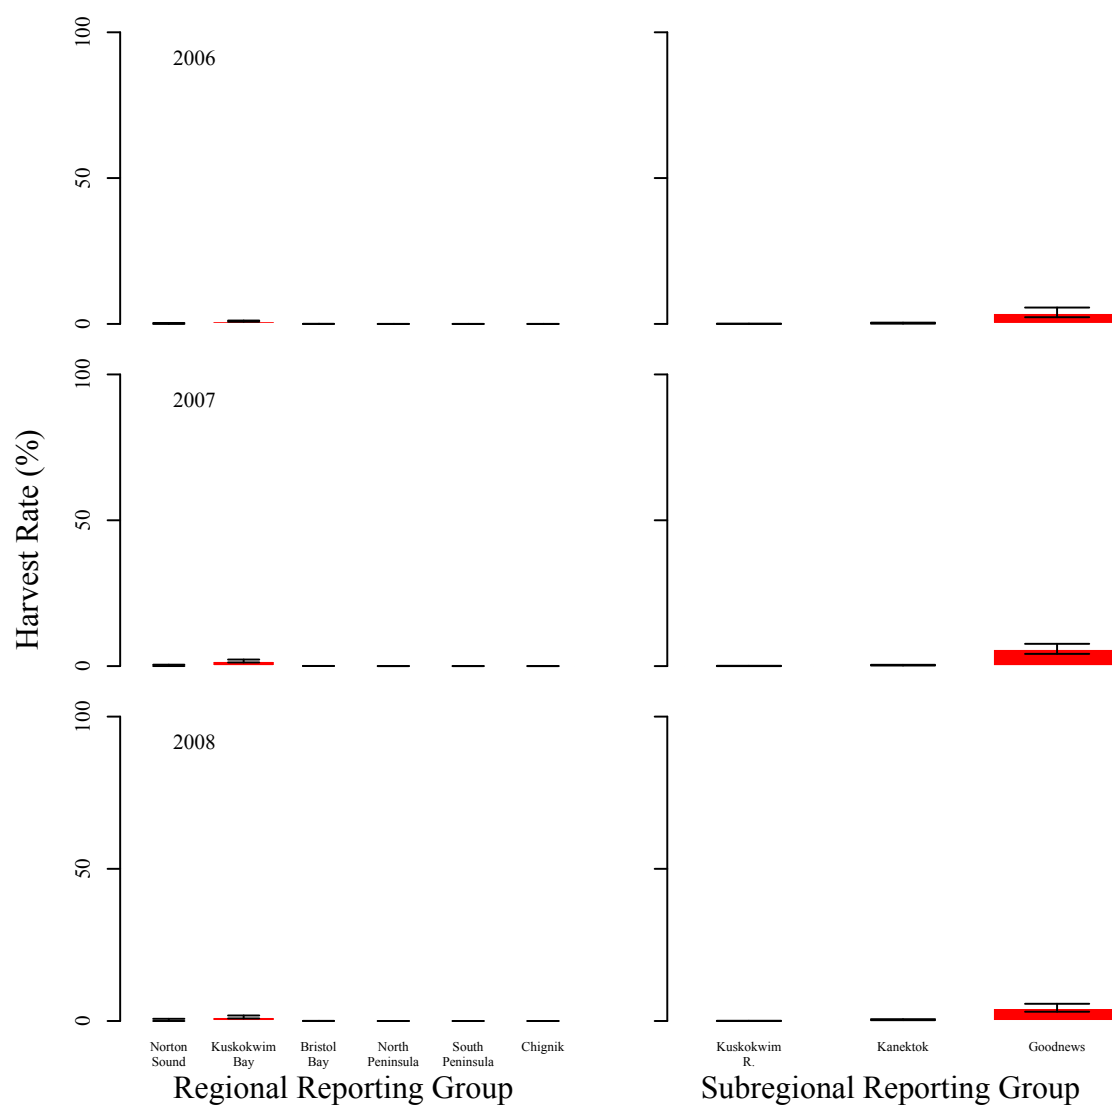 Harvest Rate (%)
2006
100
50
0
2007
100
50
0
2008
100
50
0
Norton
Sound
Kuskokwim
Bay
Bristol
Bay
North
Peninsula
South
Peninsula
Chignik
Kuskokwim
R.
Kanektok
Goodnews
Regional Reporting Group
Subregional Reporting Group